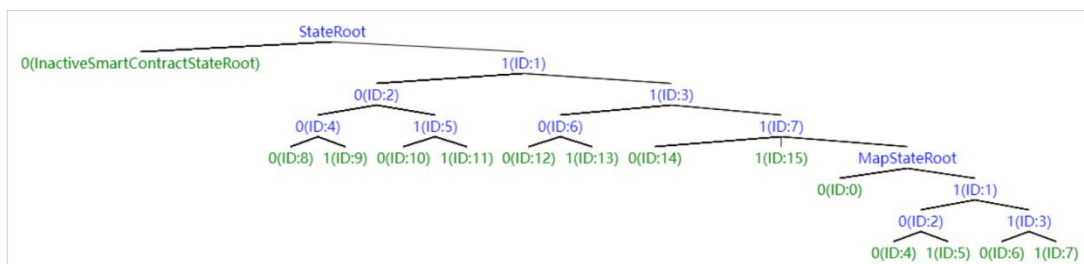 StateRoot
0(InactiveSmartContractStateRoot) 1(ID:1)
0(ID:2) 1(ID:3)
0(ID:4) 1(ID:5) 0(ID:6) 1(ID:7)
0(ID:8) 1(ID:9) 0(ID:10) 1(ID:11) 0(ID:12) 1(ID:13) 0(ID:14) 1(ID:15) MapStateRoot
0(ID:0) 1(ID:1)
0(ID:2) 1(ID:3)
0(ID:4) 1(ID:5) 0(ID:6) 1(ID:7)